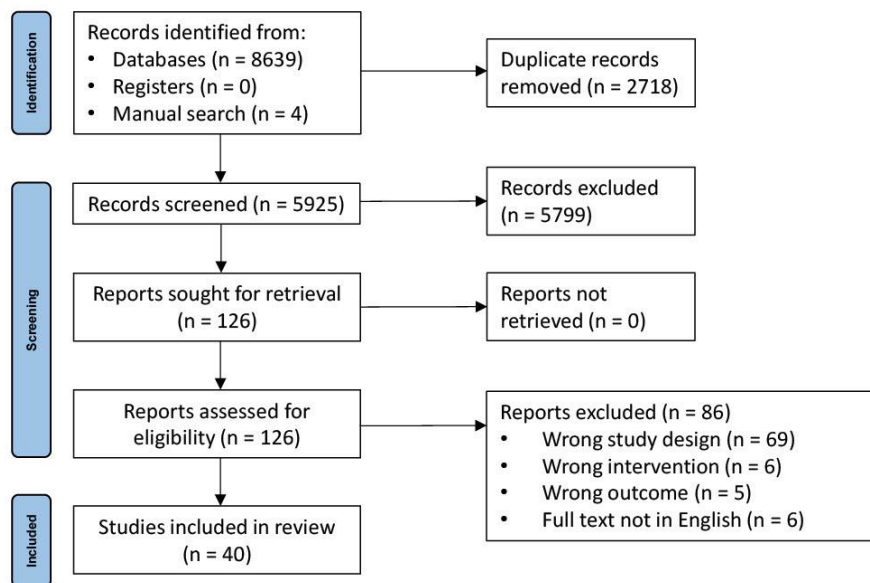 Identification
Records identified from:
• Databases (n = 8639)
• Registers (n = 0)
• Manual search (n = 4)
Duplicate records
removed (n = 2718)
Screening
Records screened (n = 5925)
Records excluded
(n = 5799)
Reports sought for retrieval
(n = 126)
Reports not
retrieved (n = 0)
Reports assessed for
eligibility (n = 126)
Reports excluded (n = 86)
• Wrong study design (n = 69)
• Wrong intervention (n = 6)
• Wrong outcome (n = 5)
• Full text not in English (n = 6)
Included
Studies included in review
(n = 40)